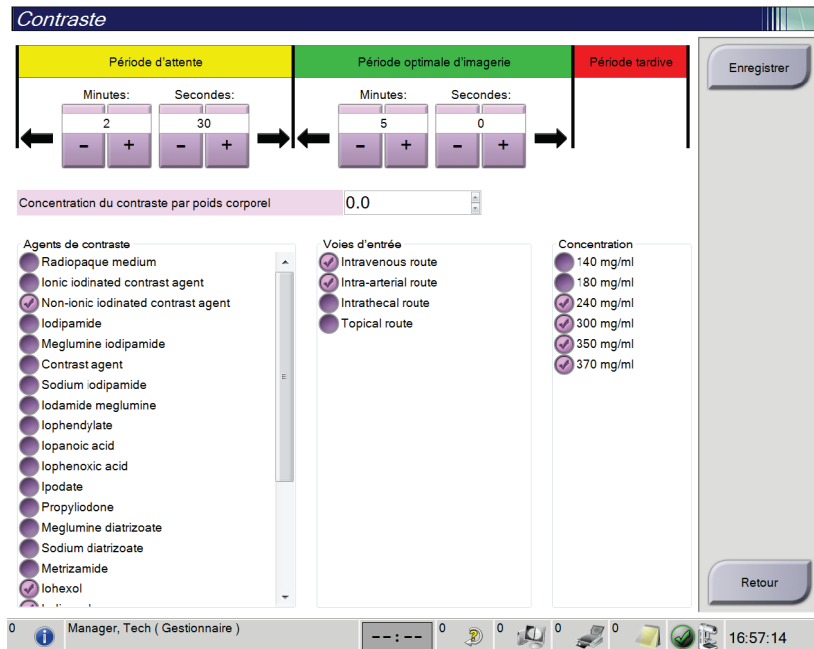 Contraste
Période d'attente
Période optimale d'imagerie
Période tardive
Enregistrer
Minutes:
Secondes:
Minutes:
Secondes:
2
30
5
0
- + - + - + - +
Concentration du contraste par poids corporel
0.0
Agents de contraste
Radiopaque medium
Ionic iodinated contrast agent
Non-ionic iodinated contrast agent
Iodipamide
Meglumine iodipamide
Contrast agent
Sodium iodipamide
Iodamide meglumine
Iophendylate
Iopanoic acid
Iophenoxic acid
Ipodate
Propyliodone
Meglumine diatrizoate
Sodium diatrizoate
Metrizamide
Iohexol
Voies d'entrée
Intravenous route
Intra-arterial route
Intrathecal route
Topical route
Concentration
140 mg/ml
180 mg/ml
240 mg/ml
300 mg/ml
350 mg/ml
370 mg/ml
Retour
0
Manager, Tech ( Gestionnaire )
--:--
0
0
0
0
16:57:14